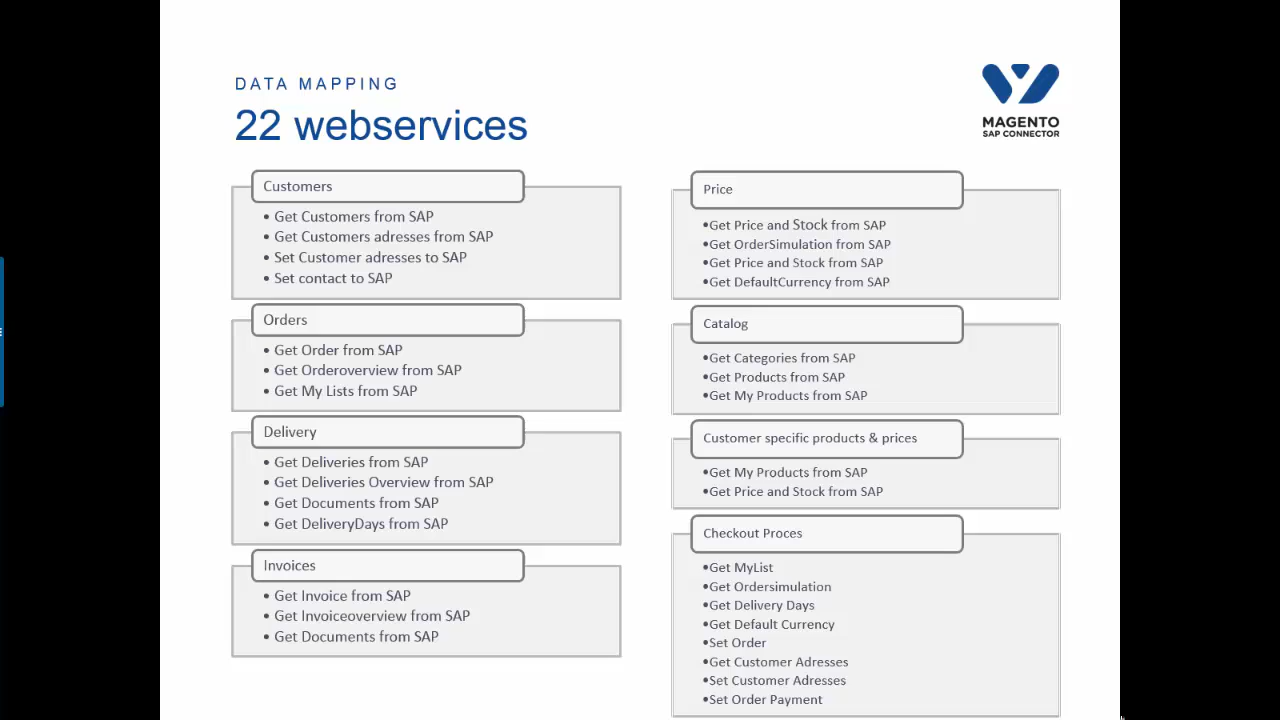 DATA MAPPING
22 webservices
MAGENTO
SAP CONNECTOR
Customers
• Get Customers from SAP
• Get Customers adresses from SAP
• Set Customer adresses to SAP
• Set contact to SAP
Orders
• Get Order from SAP
• Get Orderoverview from SAP
• Get My Lists from SAP
Delivery
• Get Deliveries from SAP
• Get Deliveries Overview from SAP
• Get Documents from SAP
• Get DeliveryDays from SAP
Invoices
• Get Invoice from SAP
• Get Invoiceoverview from SAP
• Get Documents from SAP
Price
•Get Price and Stock from SAP
•Get OrderSimulation from SAP
•Get Price and Stock from SAP
•Get DefaultCurrency from SAP
Catalog
•Get Categories from SAP
•Get Products from SAP
•Get My Products from SAP
Customer specific products & prices
•Get My Products from SAP
•Get Price and Stock from SAP
Checkout Proces
•Get MyList
•Get Ordersimulation
•Get Delivery Days
•Get Default Currency
•Set Order
•Get Customer Adresses
•Set Customer Adresses
•Set Order Payment